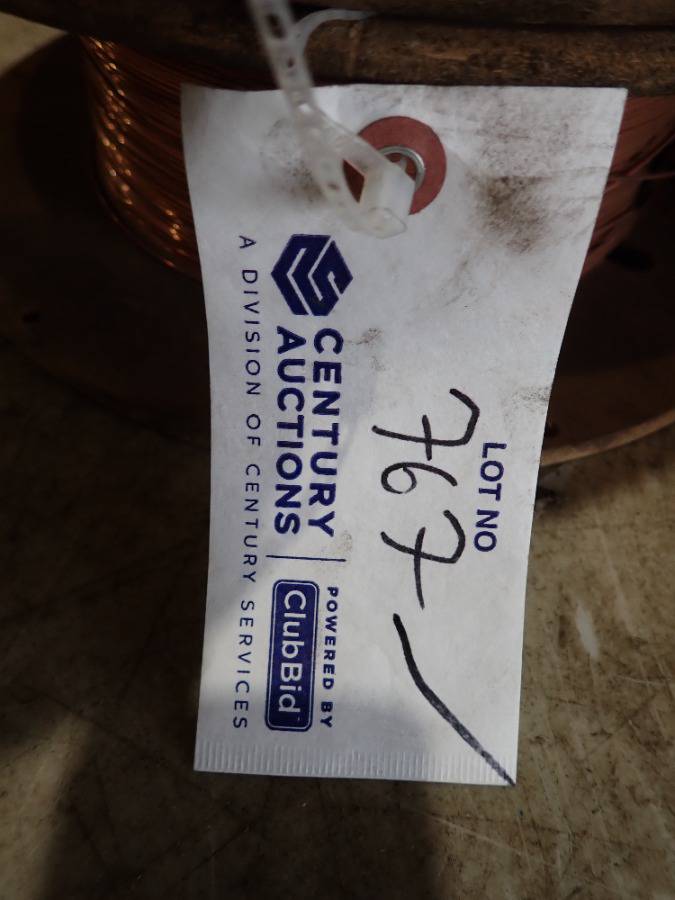 LOT NO
767
CENTURY
AUCTIONS
POWERED BY
ClubBid
A DIVISION OF CENTURY SERVICES